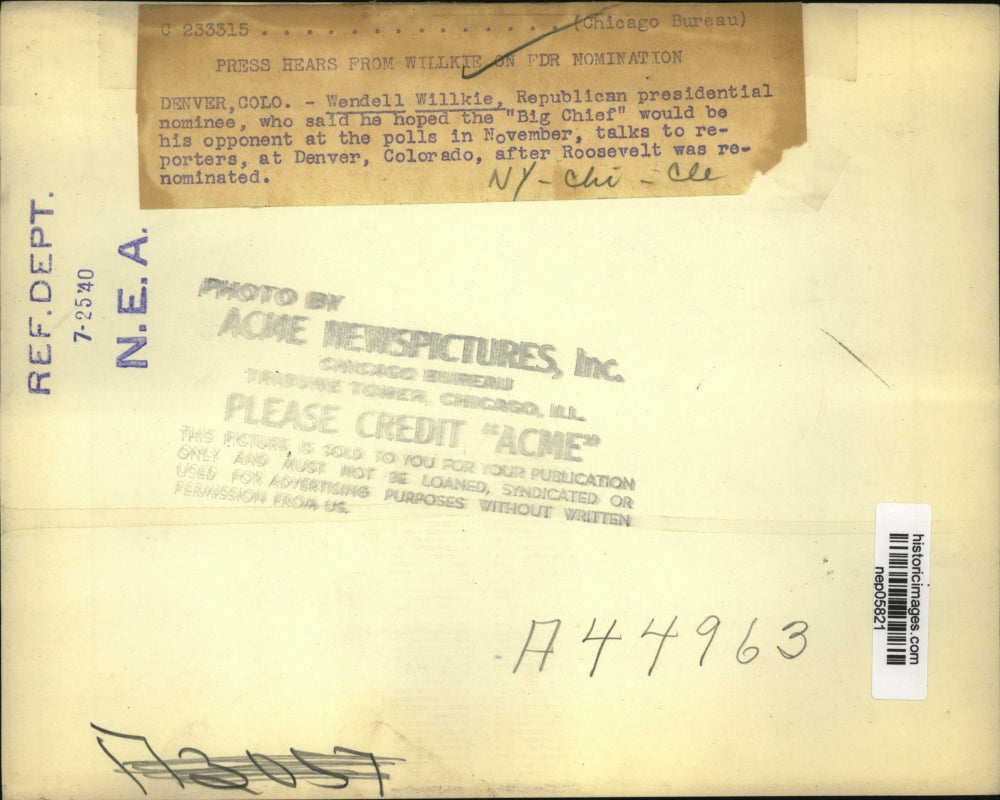 C 233315 . . . . . . . . . . . . . . . . (Chicago Bureau)
PRESS HEARS FROM WILLKIE ON FDR NOMINATION
DENVER,COLO. - Wendell Willkie, Republican presidential
nominee, who said he hoped the "Big Chief" would be
his opponent at the polls in November, talks to re-
porters, at Denver, Colorado, after Roosevelt was re-
nominated.
NY - Chi - Cle
REF. DEPT.
7-25 40
N.E.A.
PHOTO BY
ACME NEWSPICTURES, Inc.
CHICAGO BUREAU
TRIBUNE TOWER, CHICAGO, ILL.
PLEASE CREDIT "ACME"
THIS PICTURE IS SOLD TO YOU FOR YOUR PUBLICATION
ONLY AND MUST NOT BE LOANED, SYNDICATED OR
USED FOR ADVERTISING PURPOSES WITHOUT WRITTEN
PERMISSION FROM US.
historicimages.com
nep05821
A44963
A3057